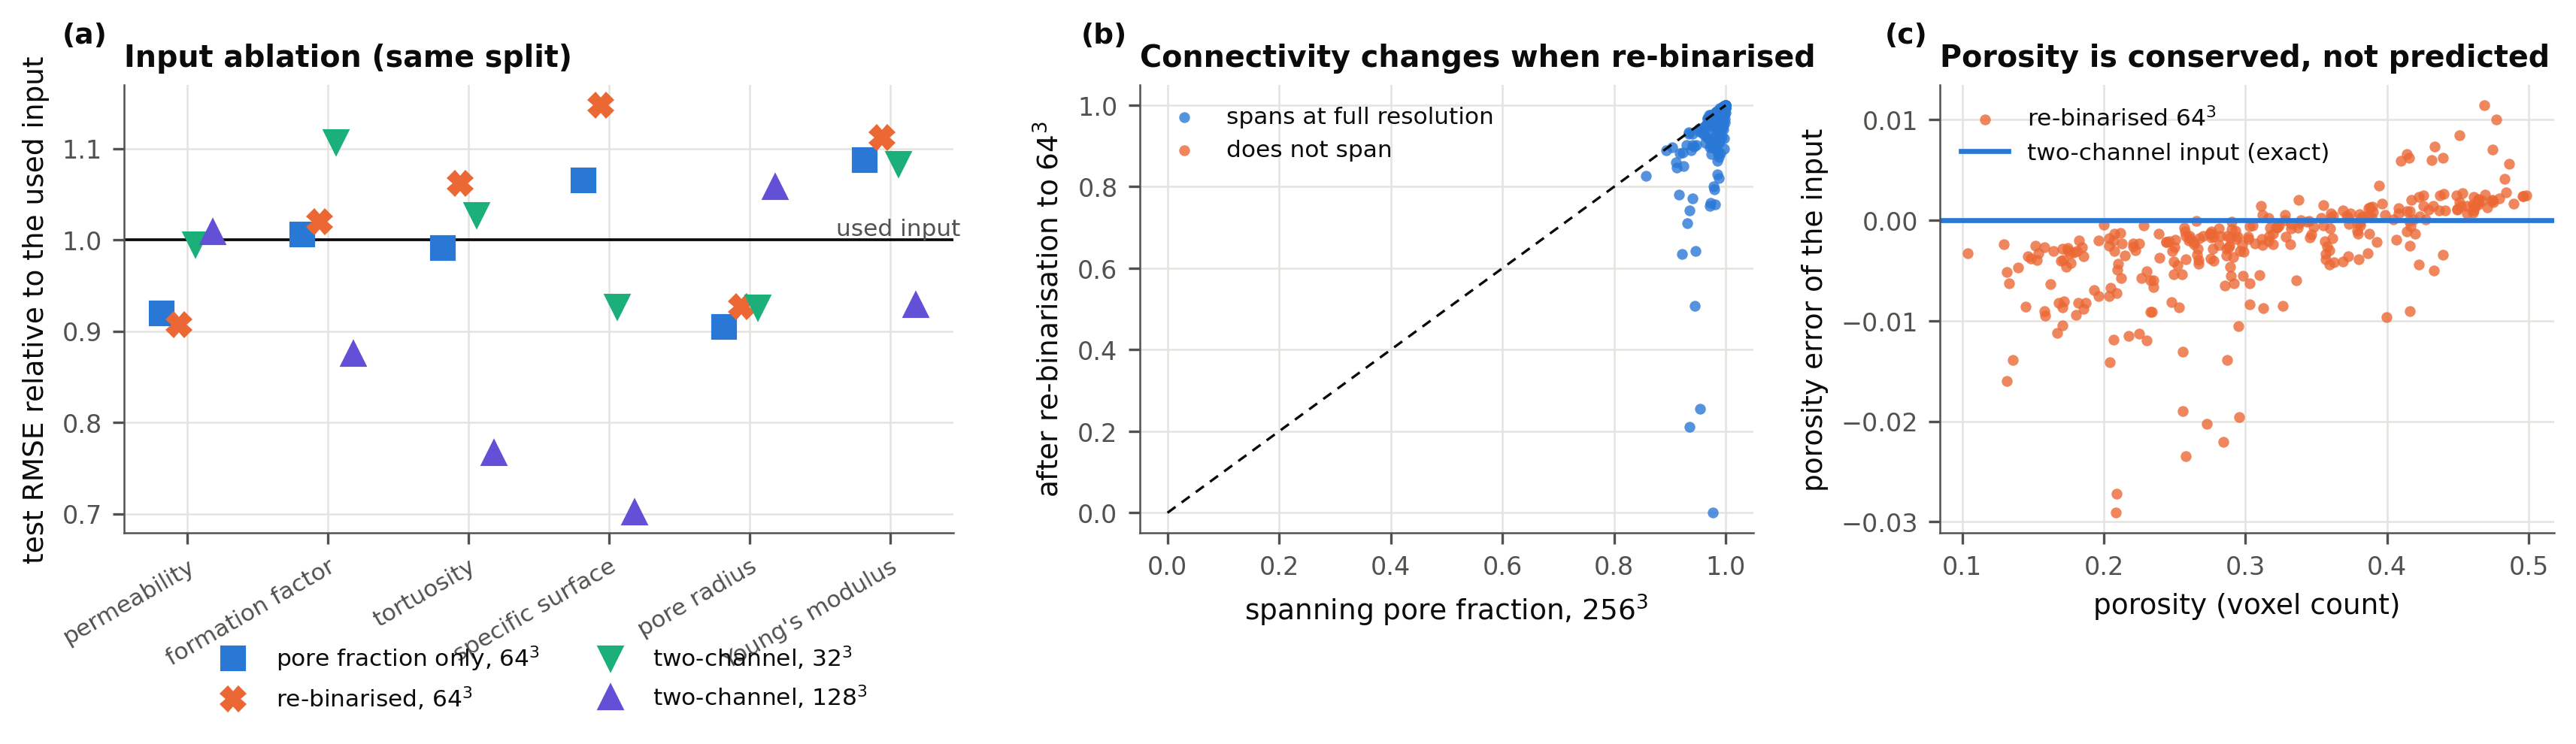 (a)
Input ablation (same split)
test RMSE relative to the used input
1.1
1.0
0.9
0.8
0.7
used input
permeability
formation factor
tortuosity
specific surface
pore radius
Young's modulus
pore fraction only, 64³
re-binarised, 64³
two-channel, 32³
two-channel, 128³
(b)
Connectivity changes when re-binarised
after re-binarisation to 64³
1.0
0.8
0.6
0.4
0.2
0.0
spans at full resolution
does not span
0.0 0.2 0.4 0.6 0.8 1.0
spanning pore fraction, 256³
(c)
Porosity is conserved, not predicted
porosity error of the input
0.01
0.00
−0.01
−0.02
−0.03
re-binarised 64³
two-channel input (exact)
0.1 0.2 0.3 0.4 0.5
porosity (voxel count)